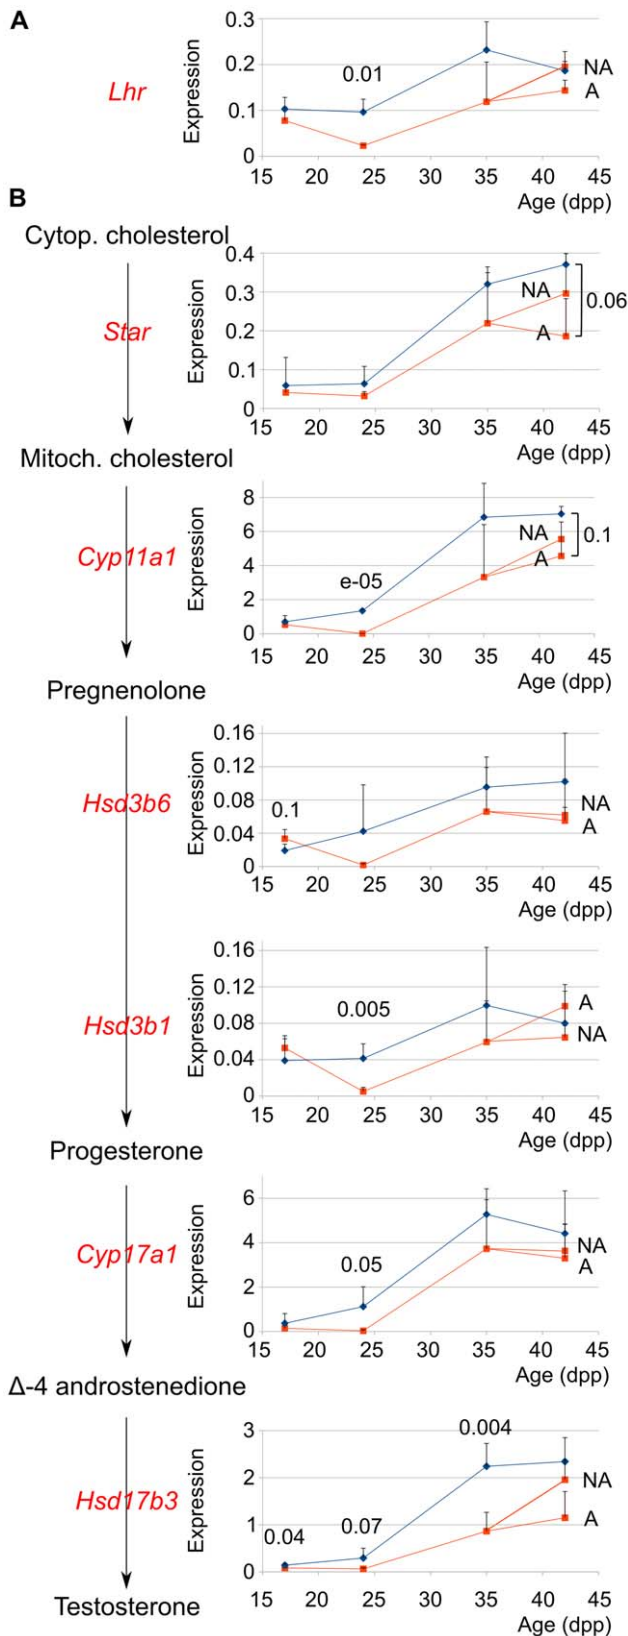 A
Lhr
Expression
0.3
0.2
0.1
0
0.01
NA
A
15 20 25 30 35 40 45
Age (dpp)
B
Cytop. cholesterol
Star
Expression
0.4
0.3
0.2
0.1
0
NA
A
0.06
15 20 25 30 35 40 45
Age (dpp)
Mitoch. cholesterol
Cyp11a1
Expression
8
6
4
2
0
e-05
NA
A
0.1
15 20 25 30 35 40 45
Age (dpp)
Pregnenolone
Hsd3b6
Expression
0.16
0.12
0.08
0.04
0
0.1
NA
A
15 20 25 30 35 40 45
Age (dpp)
Hsd3b1
Expression
0.16
0.12
0.08
0.04
0
0.005
A
NA
15 20 25 30 35 40 45
Age (dpp)
Progesterone
Cyp17a1
Expression
6
4
2
0
0.05
NA
A
15 20 25 30 35 40 45
Age (dpp)
Δ-4 androstenedione
Hsd17b3
Expression
3
2
1
0
0.04
0.07
0.004
NA
A
15 20 25 30 35 40 45
Age (dpp)
Testosterone